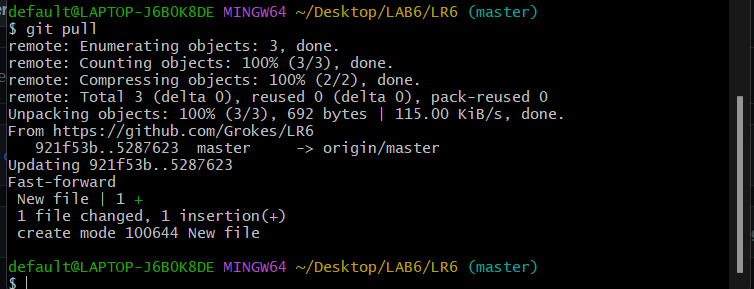 default@LAPTOP-J6B0K8DE MINGW64 ~/Desktop/LAB6/LR6 (master)
$ git pull
remote: Enumerating objects: 3, done.
remote: Counting objects: 100% (3/3), done.
remote: Compressing objects: 100% (2/2), done.
remote: Total 3 (delta 0), reused 0 (delta 0), pack-reused 0
Unpacking objects: 100% (3/3), 692 bytes | 115.00 KiB/s, done.
From https://github.com/Grokes/LR6
   921f53b..5287623  master     -> origin/master
Updating 921f53b..5287623
Fast-forward
 New file | 1 +
 1 file changed, 1 insertion(+)
 create mode 100644 New file

default@LAPTOP-J6B0K8DE MINGW64 ~/Desktop/LAB6/LR6 (master)
$